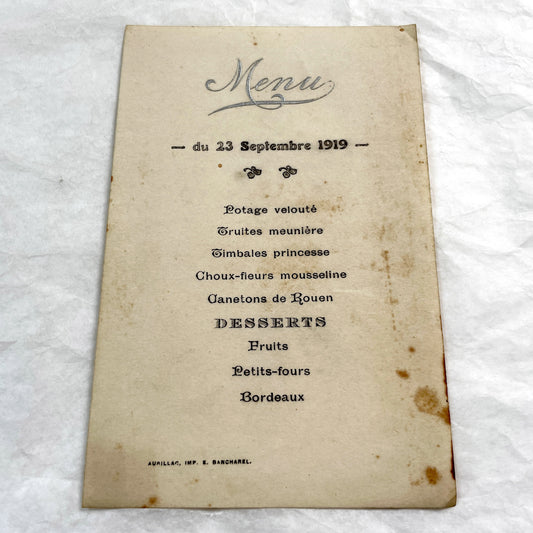 Menu
— du 23 Septembre 1919 —
Potage velouté
Truites meunière
Timbales princesse
Choux-fleurs mousseline
Canetons de Rouen
DESSERTS
Fruits
Petits-fours
Bordeaux
AURILLAC, IMP. E. BANCHAREL.